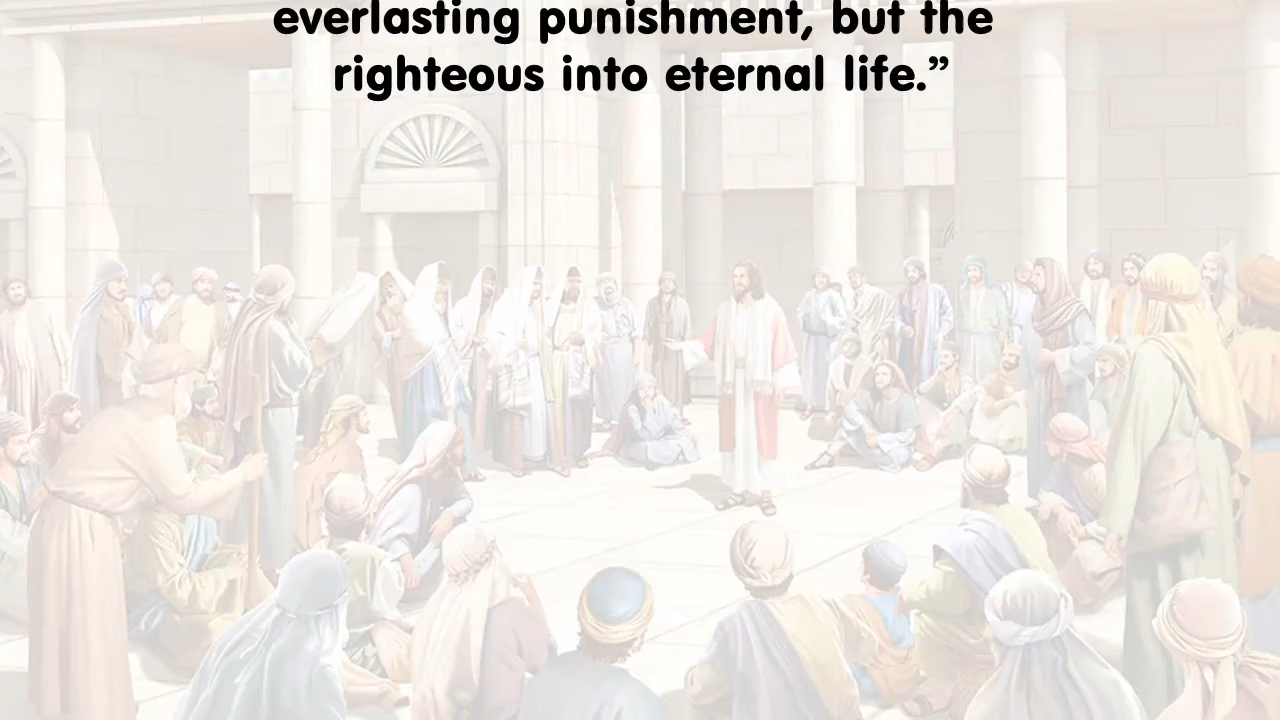 everlasting punishment, but the
righteous into eternal life.”